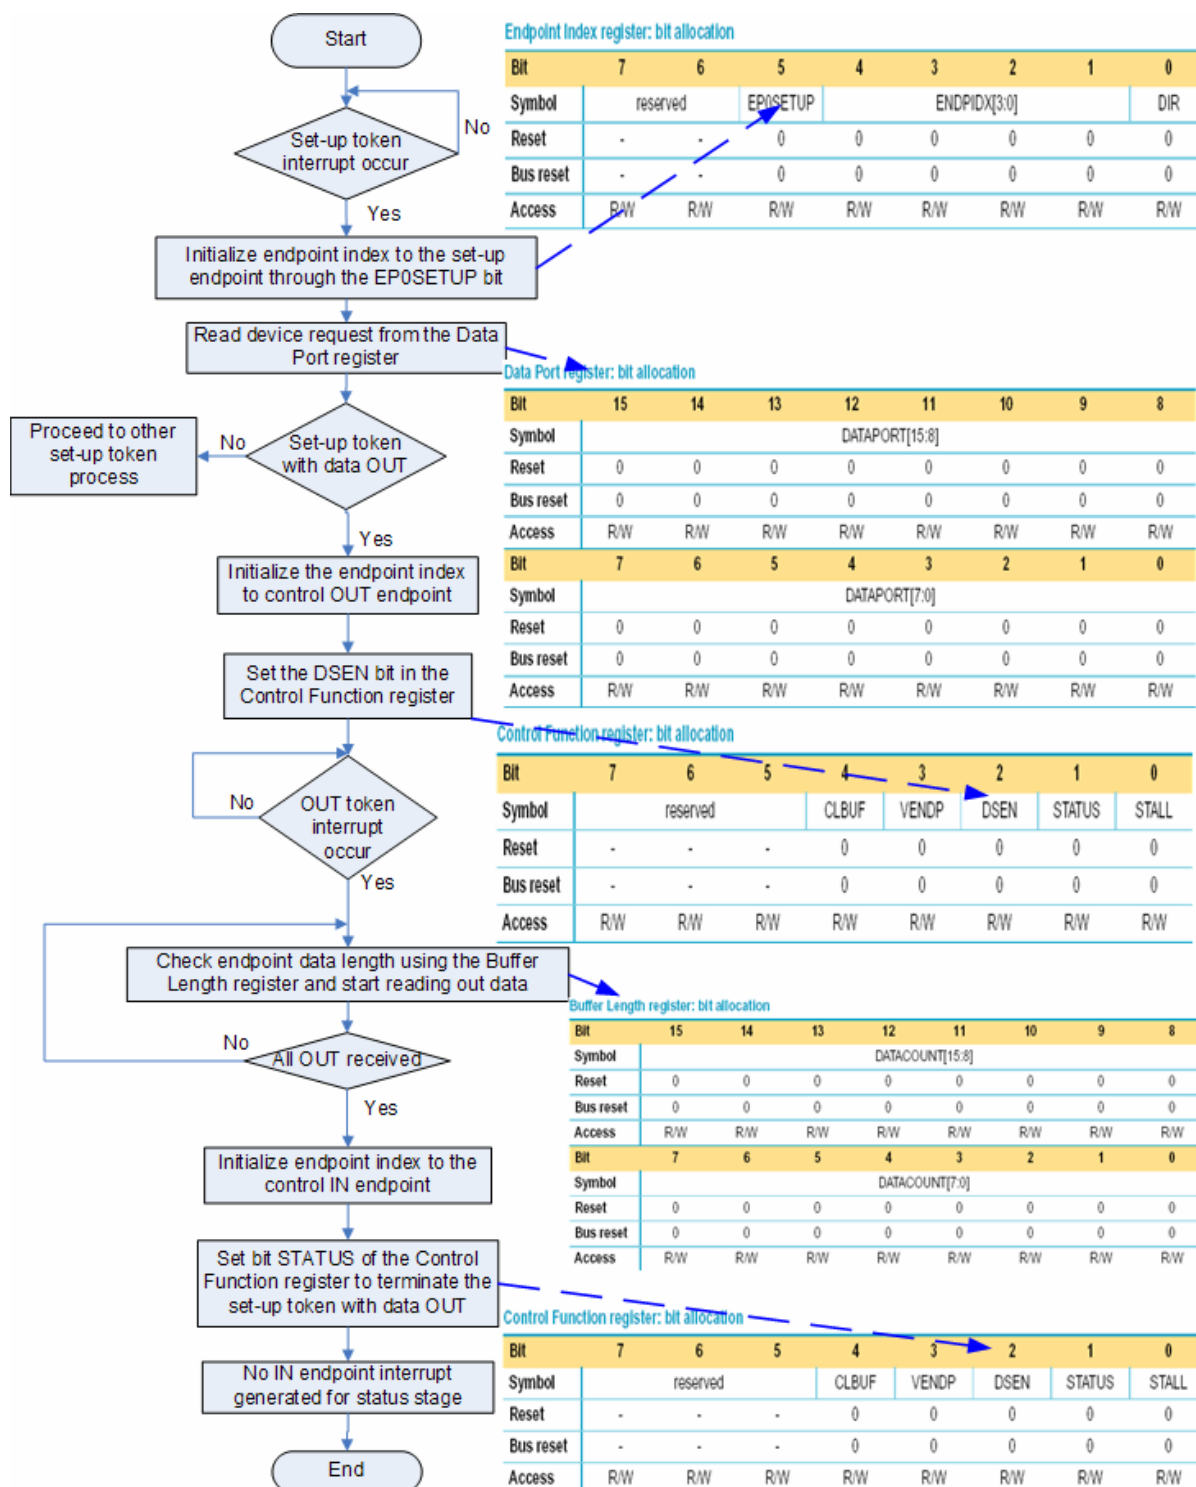 Start
Set-up token
interrupt occur
No
Yes
Initialize endpoint index to the set-up
endpoint through the EP0SETUP bit
Read device request from the Data
Port register
Set-up token
with data OUT
No
Proceed to other
set-up token
process
Yes
Initialize the endpoint index
to control OUT endpoint
Set the DSEN bit in the
Control Function register
OUT token
interrupt
occur
No
Yes
Check endpoint data length using the Buffer
Length register and start reading out data
All OUT received
No
Yes
Initialize endpoint index to the
control IN endpoint
Set bit STATUS of the Control
Function register to terminate the
set-up token with data OUT
No IN endpoint interrupt
generated for status stage
End
Endpoint Index register: bit allocation
Bit 7 6 5 4 3 2 1 0
Symbol reserved EP0SETUP ENDPIDX[3:0] DIR
Reset - - 0 0 0 0 0 0
Bus reset - - 0 0 0 0 0 0
Access R/W R/W R/W R/W R/W R/W R/W R/W
Data Port register: bit allocation
Bit 15 14 13 12 11 10 9 8
Symbol DATAPORT[15:8]
Reset 0 0 0 0 0 0 0 0
Bus reset 0 0 0 0 0 0 0 0
Access R/W R/W R/W R/W R/W R/W R/W R/W
Bit 7 6 5 4 3 2 1 0
Symbol DATAPORT[7:0]
Reset 0 0 0 0 0 0 0 0
Bus reset 0 0 0 0 0 0 0 0
Access R/W R/W R/W R/W R/W R/W R/W R/W
Control Function register: bit allocation
Bit 7 6 5 4 3 2 1 0
Symbol reserved CLBUF VENDP DSEN STATUS STALL
Reset - - - 0 0 0 0 0
Bus reset - - - 0 0 0 0 0
Access R/W R/W R/W R/W R/W R/W R/W R/W
Buffer Length register: bit allocation
Bit 15 14 13 12 11 10 9 8
Symbol DATACOUNT[15:8]
Reset 0 0 0 0 0 0 0 0
Bus reset 0 0 0 0 0 0 0 0
Access R/W R/W R/W R/W R/W R/W R/W R/W
Bit 7 6 5 4 3 2 1 0
Symbol DATACOUNT[7:0]
Reset 0 0 0 0 0 0 0 0
Bus reset 0 0 0 0 0 0 0 0
Access R/W R/W R/W R/W R/W R/W R/W R/W
Control Function register: bit allocation
Bit 7 6 5 4 3 2 1 0
Symbol reserved CLBUF VENDP DSEN STATUS STALL
Reset - - - 0 0 0 0 0
Bus reset - - - 0 0 0 0 0
Access R/W R/W R/W R/W R/W R/W R/W R/W